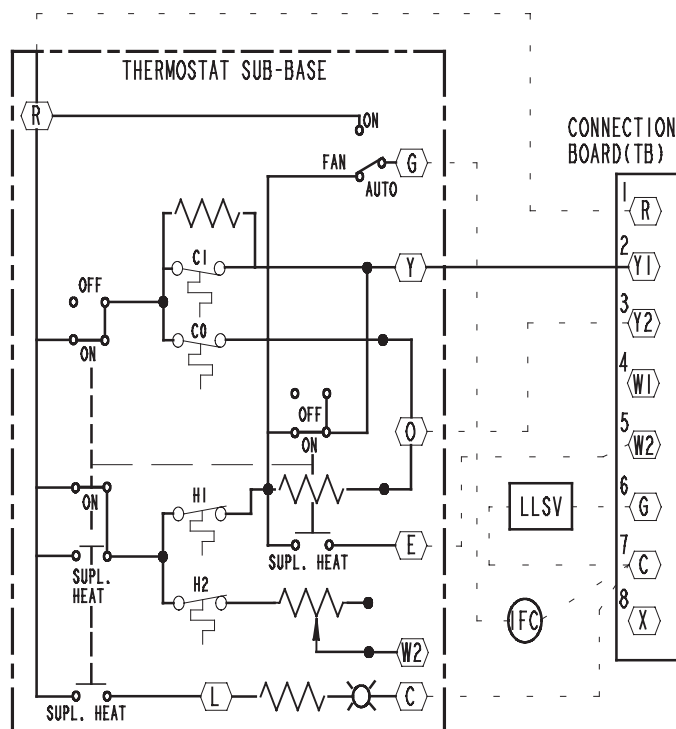 THERMOSTAT SUB-BASE
R
ON
FAN
G
AUTO
CONNECTION
BOARD(TB)
1
R
C1
Y
2
Y1
OFF
ON
C0
3
Y2
4
W1
OFF
ON
O
5
W2
ON
H1
LLSV
6
G
SUPL.
HEAT
SUPL. HEAT
E
7
C
H2
IFC
8
X
W2
SUPL. HEAT
L
C